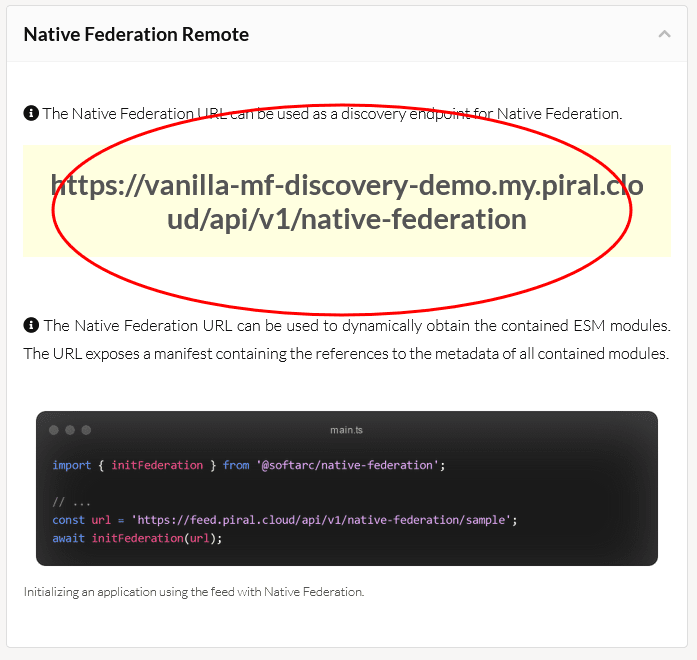 Native Federation Remote
The Native Federation URL can be used as a discovery endpoint for Native Federation.
https://vanilla-mf-discovery-demo.my.piral.clo
ud/api/v1/native-federation
The Native Federation URL can be used to dynamically obtain the contained ESM modules.
The URL exposes a manifest containing the references to the metadata of all contained modules.
main.ts
import { initFederation } from '@softarc/native-federation';
// ...
const url = 'https://feed.piral.cloud/api/v1/native-federation/sample';
await initFederation(url);
Initializing an application using the feed with Native Federation.